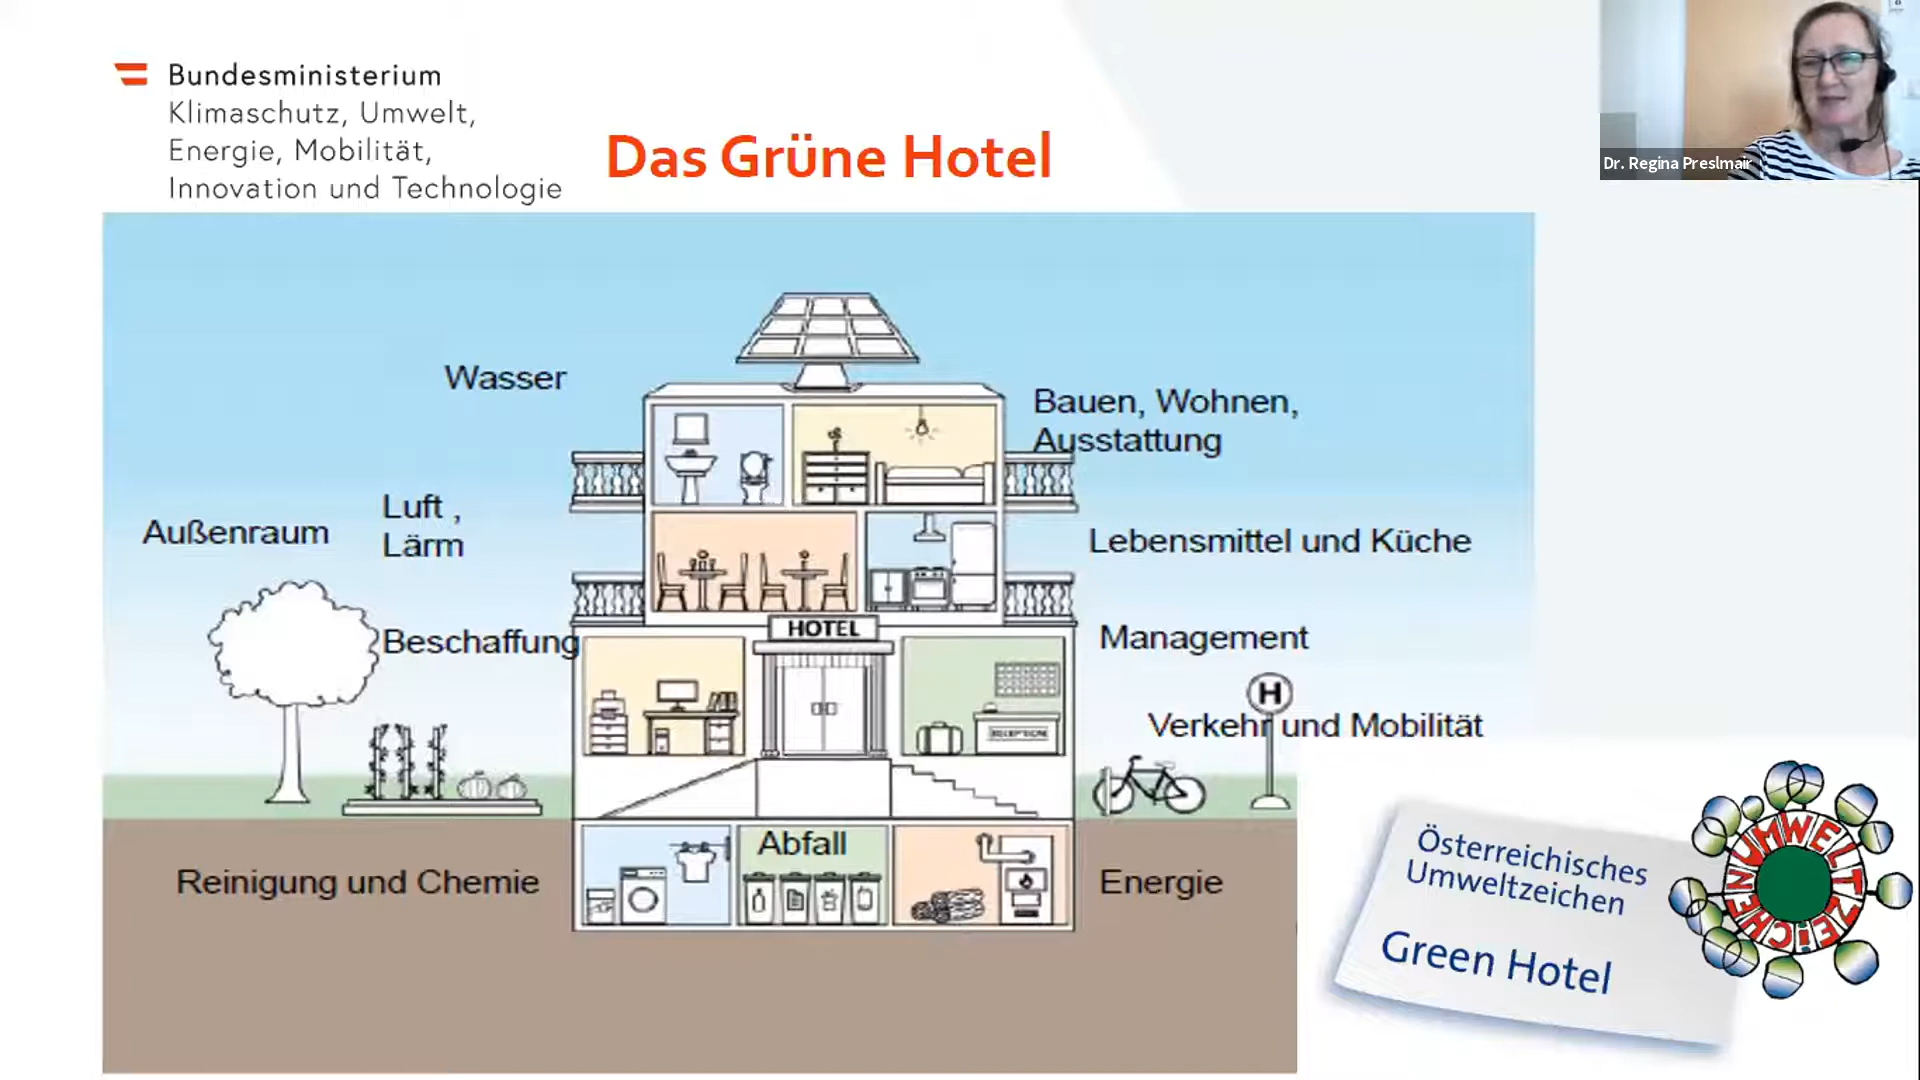 Bundesministerium
Klimaschutz, Umwelt,
Energie, Mobilität,
Innovation und Technologie
Das Grüne Hotel
Dr. Regina Preslmair
Wasser
Bauen, Wohnen,
Ausstattung
Außenraum
Luft ,
Lärm
Lebensmittel und Küche
Beschaffung
HOTEL
Management
H
Verkehr und Mobilität
RECEPTION
Reinigung und Chemie
Abfall
Energie
Österreichisches
Umweltzeichen
Green Hotel
UMWELTZEICHEN